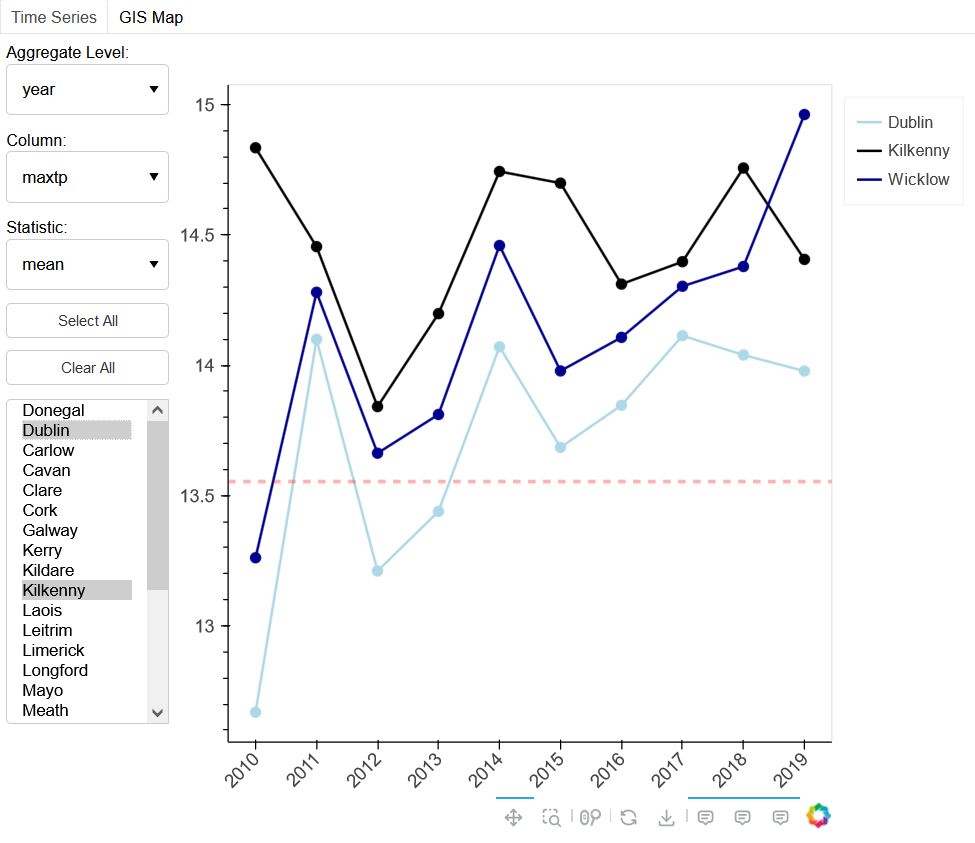 Time Series GIS Map
Aggregate Level:
year
Column:
maxtp
Statistic:
mean
Select All
Clear All
Donegal
Dublin
Carlow
Cavan
Clare
Cork
Galway
Kerry
Kildare
Kilkenny
Laois
Leitrim
Limerick
Longford
Mayo
Meath
15
14.5
14
13.5
13
2010 2011 2012 2013 2014 2015 2016 2017 2018 2019
Dublin
Kilkenny
Wicklow